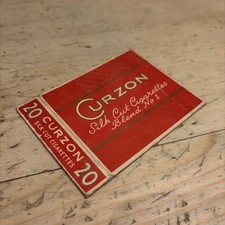 CURZON
Silk Cut Cigarettes
Blend No 1
20 CURZON 20
SILK CUT CIGARETTES